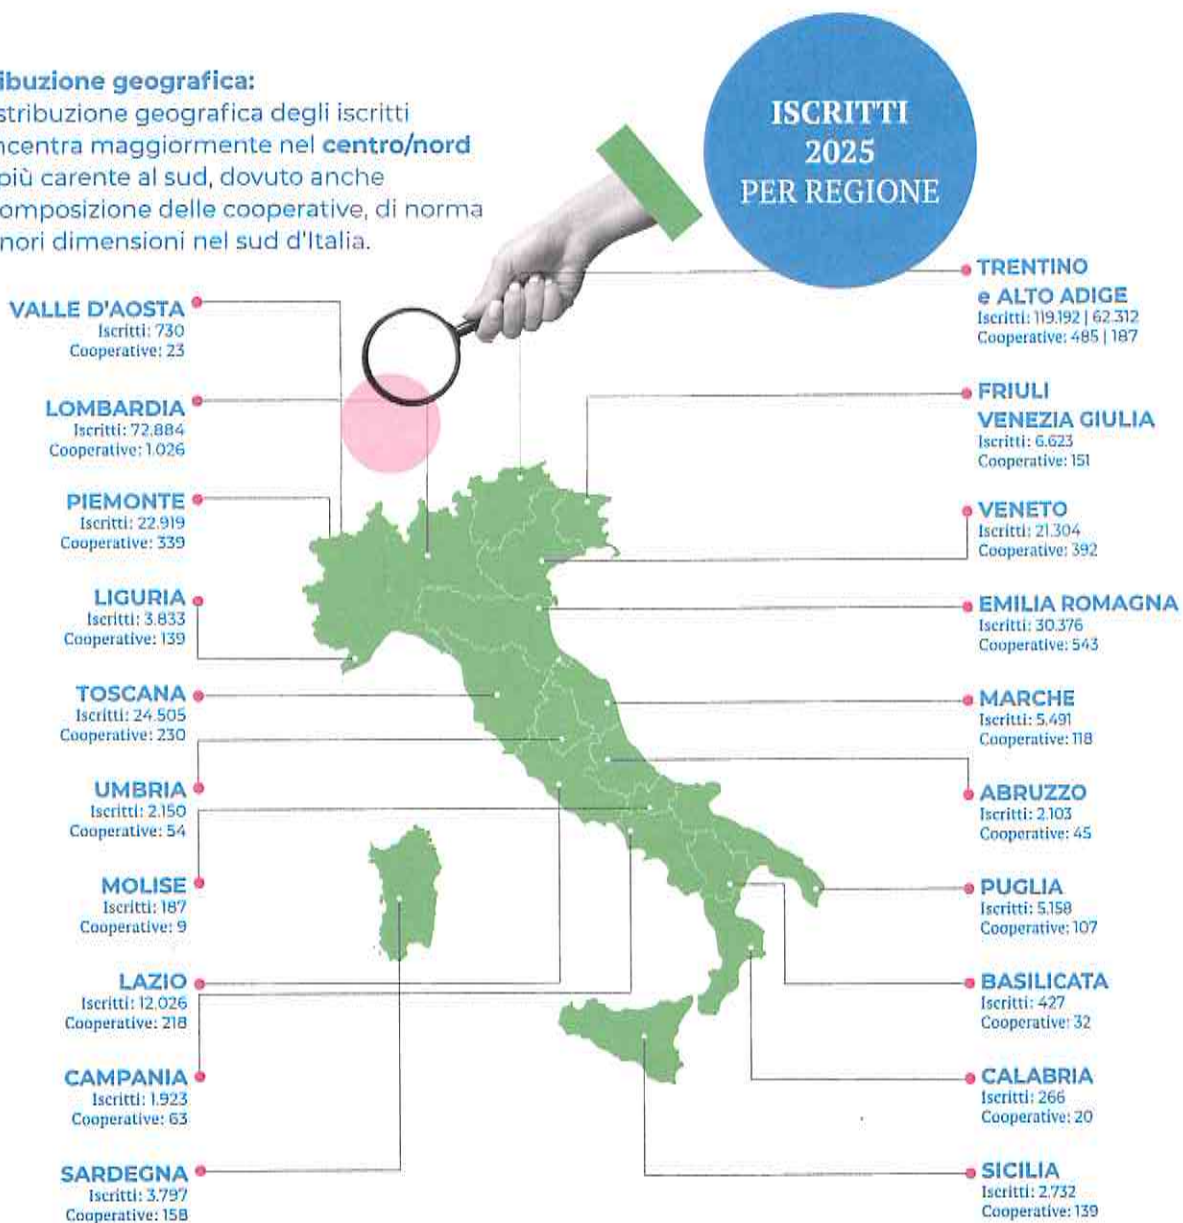 ibuzione geografica:
stribuzione geografica degli iscritti
ncentra maggiormente nel centro/nord
più carente al sud, dovuto anche
omposizione delle cooperative, di norma
nori dimensioni nel sud d'Italia.
ISCRITTI
2025
PER REGIONE
VALLE D'AOSTA
Iscritti: 730
Cooperative: 23
LOMBARDIA
Iscritti: 72.884
Cooperative: 1.026
PIEMONTE
Iscritti: 22.919
Cooperative: 339
LIGURIA
Iscritti: 3.833
Cooperative: 139
TOSCANA
Iscritti: 24.505
Cooperative: 230
UMBRIA
Iscritti: 2.150
Cooperative: 54
MOLISE
Iscritti: 187
Cooperative: 9
LAZIO
Iscritti: 12.026
Cooperative: 218
CAMPANIA
Iscritti: 1.923
Cooperative: 63
SARDEGNA
Iscritti: 3.797
Cooperative: 158
TRENTINO
e ALTO ADIGE
Iscritti: 119.192 | 62.312
Cooperative: 485 | 187
FRIULI
VENEZIA GIULIA
Iscritti: 6.623
Cooperative: 151
VENETO
Iscritti: 21.304
Cooperative: 392
EMILIA ROMAGNA
Iscritti: 30.376
Cooperative: 543
MARCHE
Iscritti: 5.491
Cooperative: 118
ABRUZZO
Iscritti: 2.103
Cooperative: 45
PUGLIA
Iscritti: 5.158
Cooperative: 107
BASILICATA
Iscritti: 427
Cooperative: 32
CALABRIA
Iscritti: 266
Cooperative: 20
SICILIA
Iscritti: 2.732
Cooperative: 139